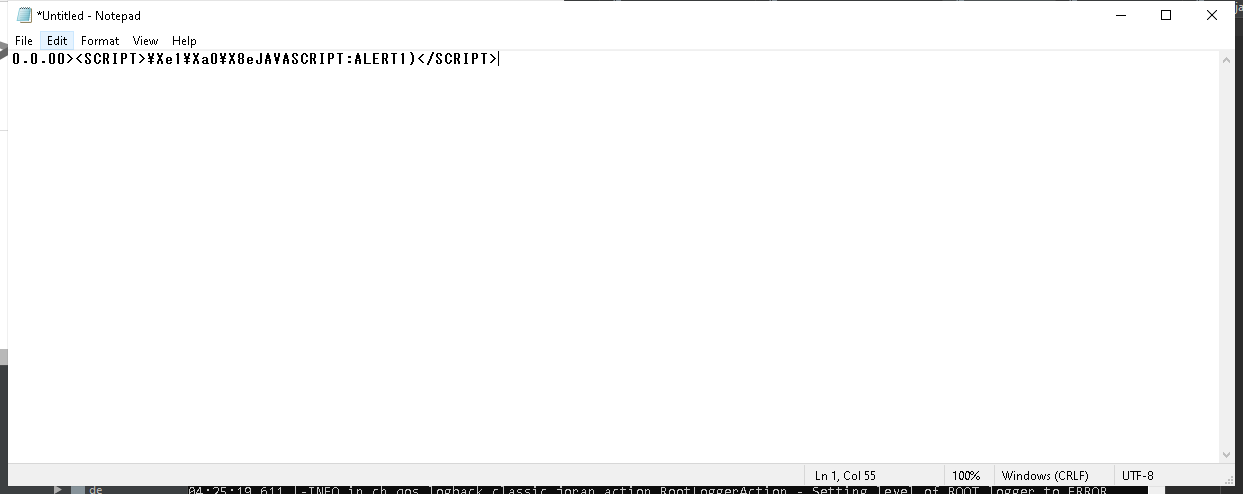 *Untitled - Notepad
File Edit Format View Help
0.0.00><SCRIPT>¥Xe1¥Xa0¥X8eJAVASCRIPT:ALERT1)</SCRIPT>
Ln 1, Col 55 100% Windows (CRLF) UTF-8
de 04:25:19,611 |-INFO in ch.qos.logback.classic.joran.action.RootLoggerAction - Setting level of ROOT logger to ERROR